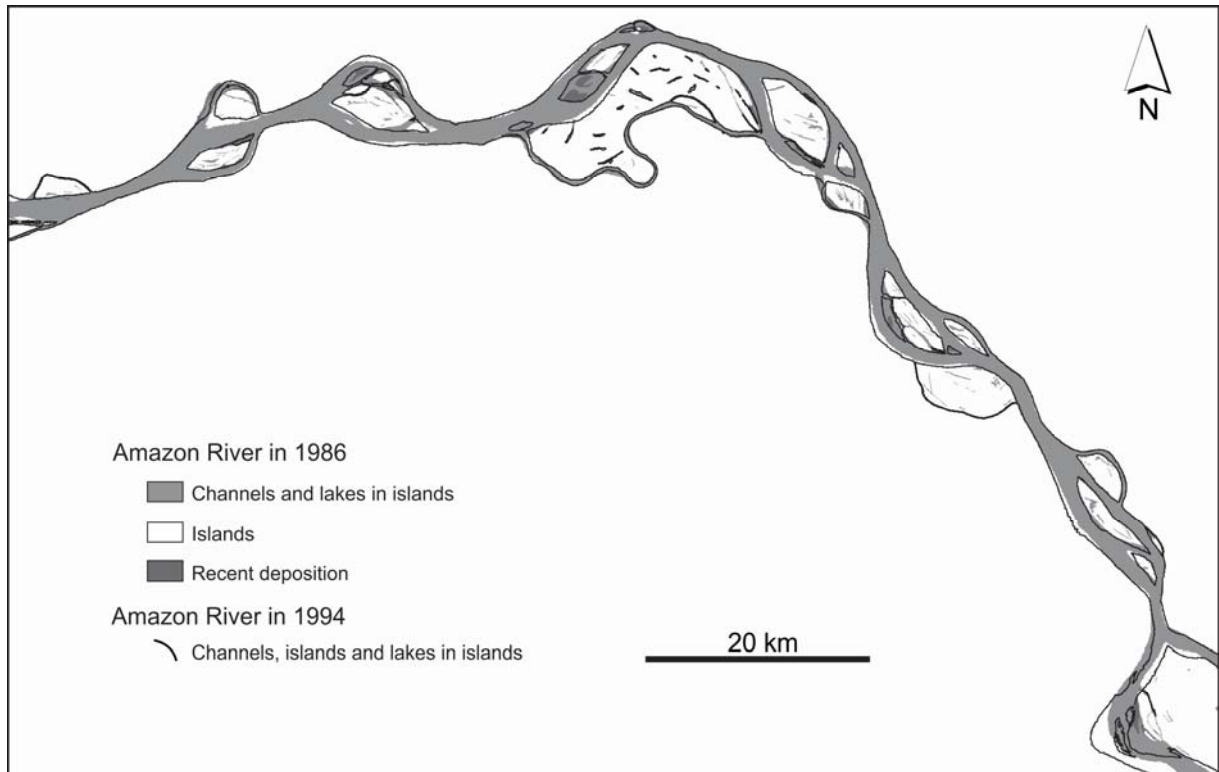 N
Amazon River in 1986
Channels and lakes in islands
Islands
Recent deposition
Amazon River in 1994
Channels, islands and lakes in islands
20 km